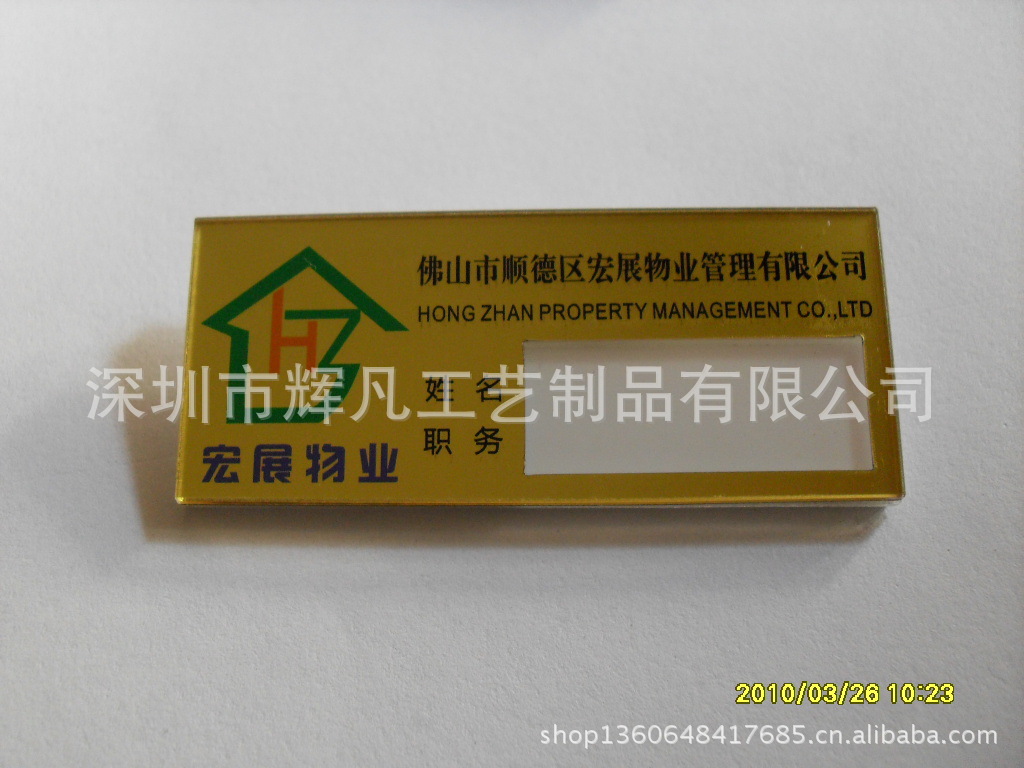 佛山市顺德区宏展物业管理有限公司
HONG ZHAN PROPERTY MANAGEMENT CO.,LTD
H
姓名
深圳市辉凡工艺制品有限公司
职务
宏展物业
2010/03/26 10:23
shop1360648417685.cn.alibaba.com